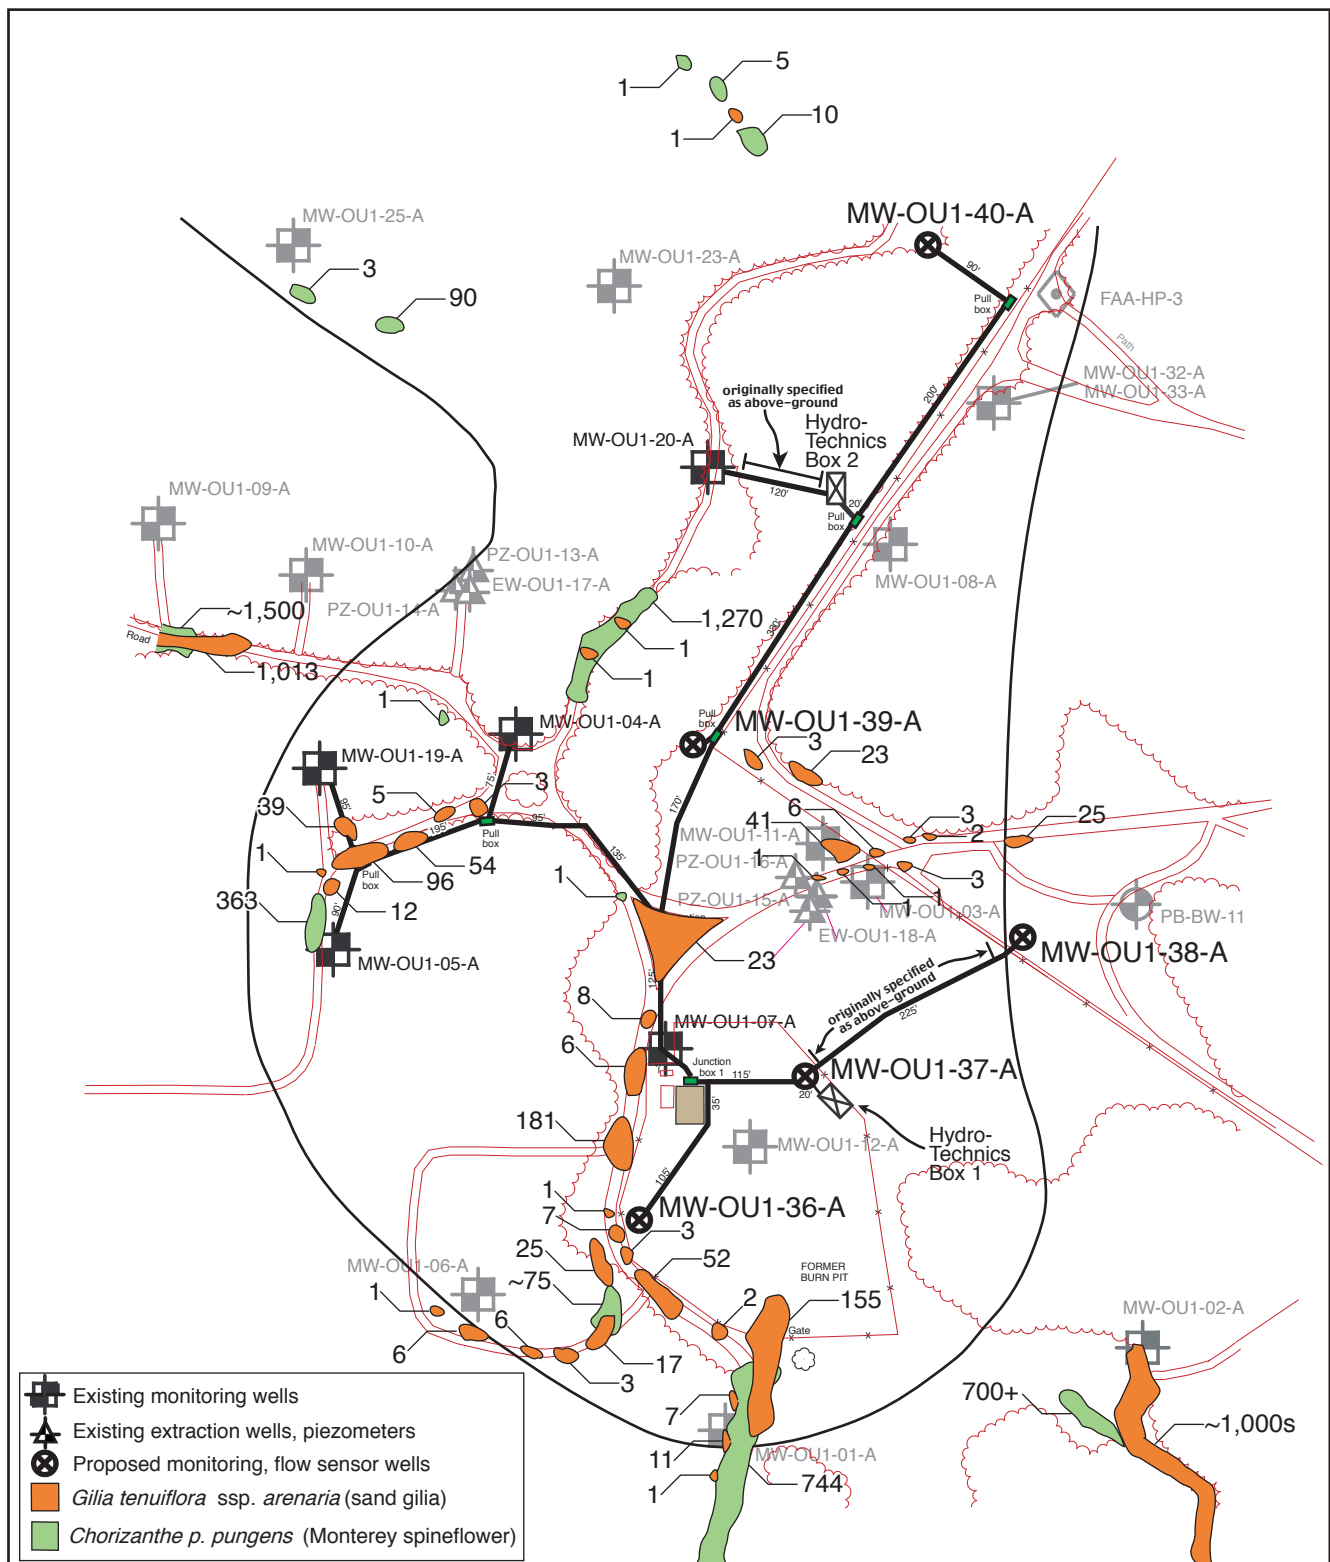 1
5
1
10
MW-OU1-25-A
3
90
MW-OU1-23-A
MW-OU1-40-A
90'
Pull
box
FAA-HP-3
Path
MW-OU1-32-A
MW-OU1-33-A
200'
originally specified
as above-ground
Hydro-
Technics
Box 2
MW-OU1-20-A
120'
20'
Pull
box
MW-OU1-08-A
MW-OU1-09-A
MW-OU1-10-A
PZ-OU1-13-A
EW-OU1-17-A
PZ-OU1-14-A
~1,500
Road
1,013
1,270
1
1
380'
1
MW-OU1-04-A
Pull
box
MW-OU1-39-A
3
23
MW-OU1-19-A
75'
3
5
95'
39
195'
Pull
box
95'
135'
170'
1
54
96
Pull
box
12
363
90'
MW-OU1-05-A
1
MW-OU1-11-A
41
6
3
2
25
PZ-OU1-16-A
1
3
PZ-OU1-15-A
1
1
MW-OU1-03-A
EW-OU1-18-A
PB-BW-11
MW-OU1-38-A
23
125'
8
MW-OU1-07-A
6
Junction
box 1
115'
originally specified
as above-ground
225'
MW-OU1-37-A
20'
35'
181
MW-OU1-12-A
Hydro-
Technics
Box 1
105'
1
7
MW-OU1-36-A
3
25
52
~75
FORMER
BURN PIT
MW-OU1-06-A
1
6
6
2
155
Gate
17
3
MW-OU1-02-A
700+
~1,000s
7
11
MW-OU1-01-A
1
744
Existing monitoring wells
Existing extraction wells, piezometers
Proposed monitoring, flow sensor wells
Gilia tenuiflora ssp. arenaria (sand gilia)
Chorizanthe p. pungens (Monterey spineflower)